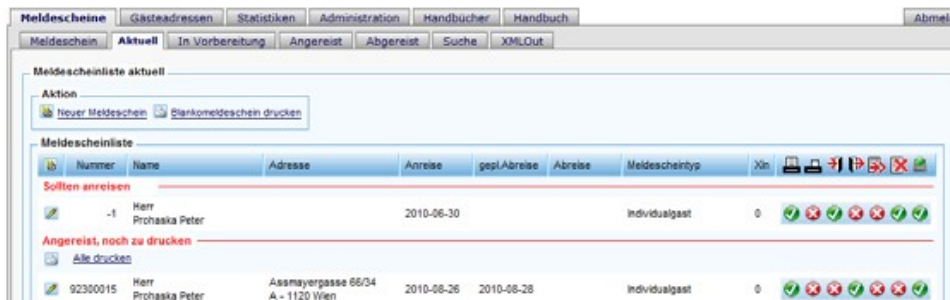 Meldescheine Gästeadressen Statistiken Administration Handbücher Handbuch Abmel
Meldeschein Aktuell In Vorbereitung Angereist Abgereist Suche XMLOut
Meldescheinliste aktuell
Aktion
Neuer Meldeschein Blankomeldeschein drucken
Meldescheinliste
Nummer Name Adresse Anreise gepl.Abreise Abreise Meldescheintyp XIn
Sollten anreisen
-1 Herr Prohaska Peter 2010-06-30 Individualgast 0
Angereist, noch zu drucken
Alle drucken
92300015 Herr Prohaska Peter Assmayergasse 66/34 A - 1120 Wien 2010-08-26 2010-08-28 Individualgast 0